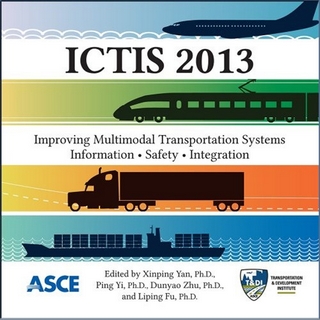 ICTIS 2013
Improving Multimodal Transportation Systems
Information • Safety • Integration
ASCE
Edited by Xinping Yan, Ph.D.,
Ping Yi, Ph.D., Dunyao Zhu, Ph.D.,
and Liping Fu, Ph.D.
T&DI
TRANSPORTATION
& DEVELOPMENT
INSTITUTE